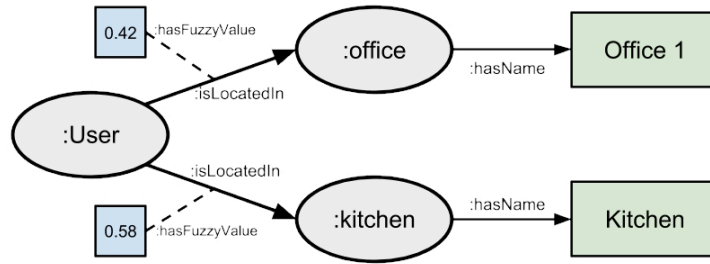 0.42
:hasFuzzyValue
:office
Office 1
:hasName
:isLocatedIn
:User
:isLocatedIn
:hasName
:kitchen
Kitchen
0.58
:hasFuzzyValue